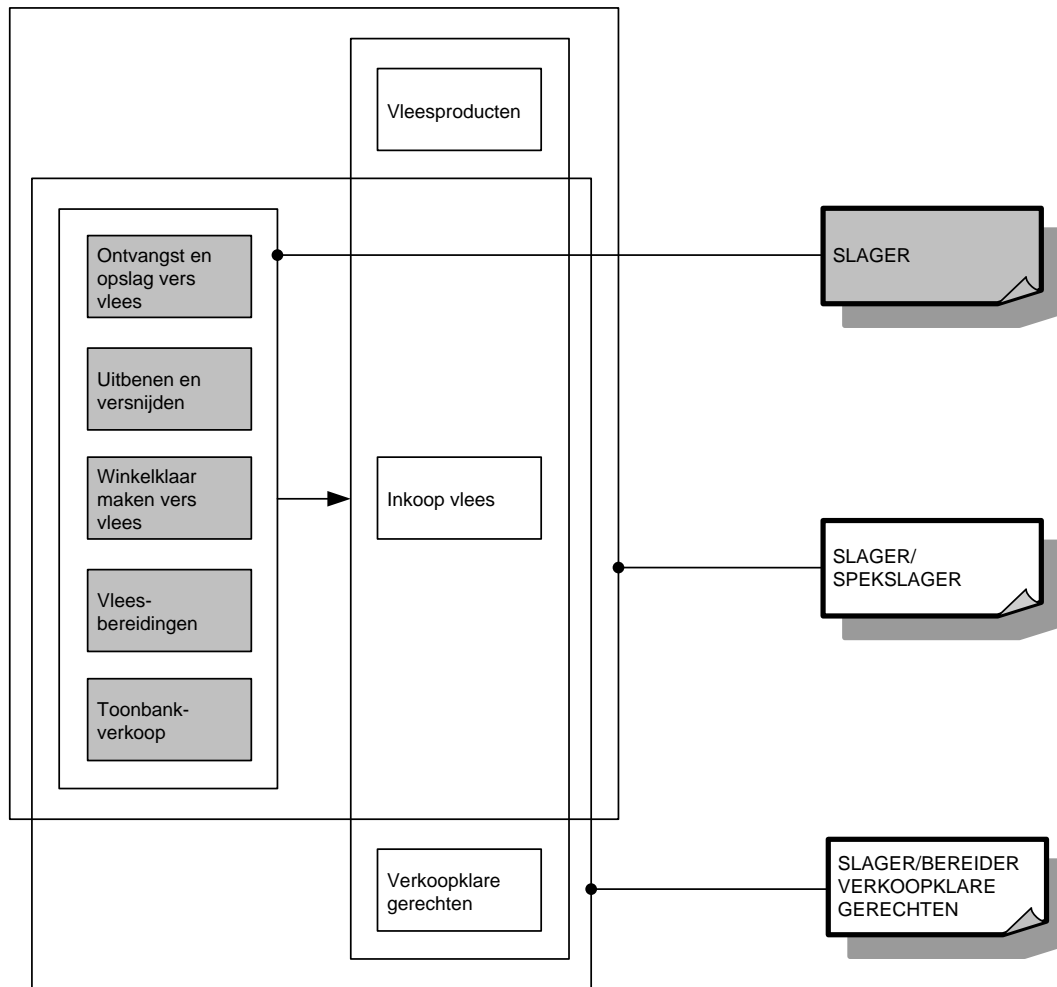 Vleesproducten
Ontvangst en
opslag vers
vlees
SLAGER
Uitbenen en
versnijden
Winkelklaar
maken vers
vlees
Inkoop vlees
SLAGER/
SPEKSLAGER
Vlees-
bereidingen
Toonbank-
verkoop
Verkoopklare
gerechten
SLAGER/BEREIDER
VERKOOPKLARE
GERECHTEN